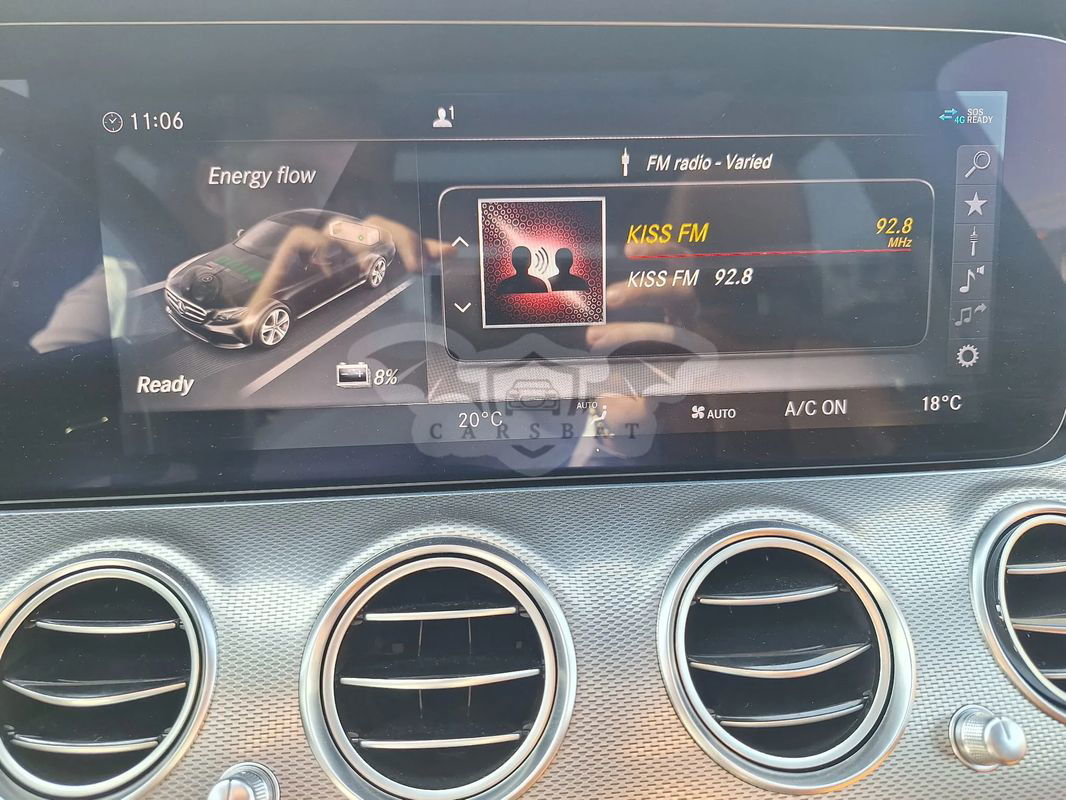 11:06
1
SOS
4G READY
Energy flow
FM radio - Varied
KISS FM 92.8
MHz
KISS FM 92.8
Ready
8%
20°C
AUTO
AUTO
A/C ON
18°C
CARSBAT